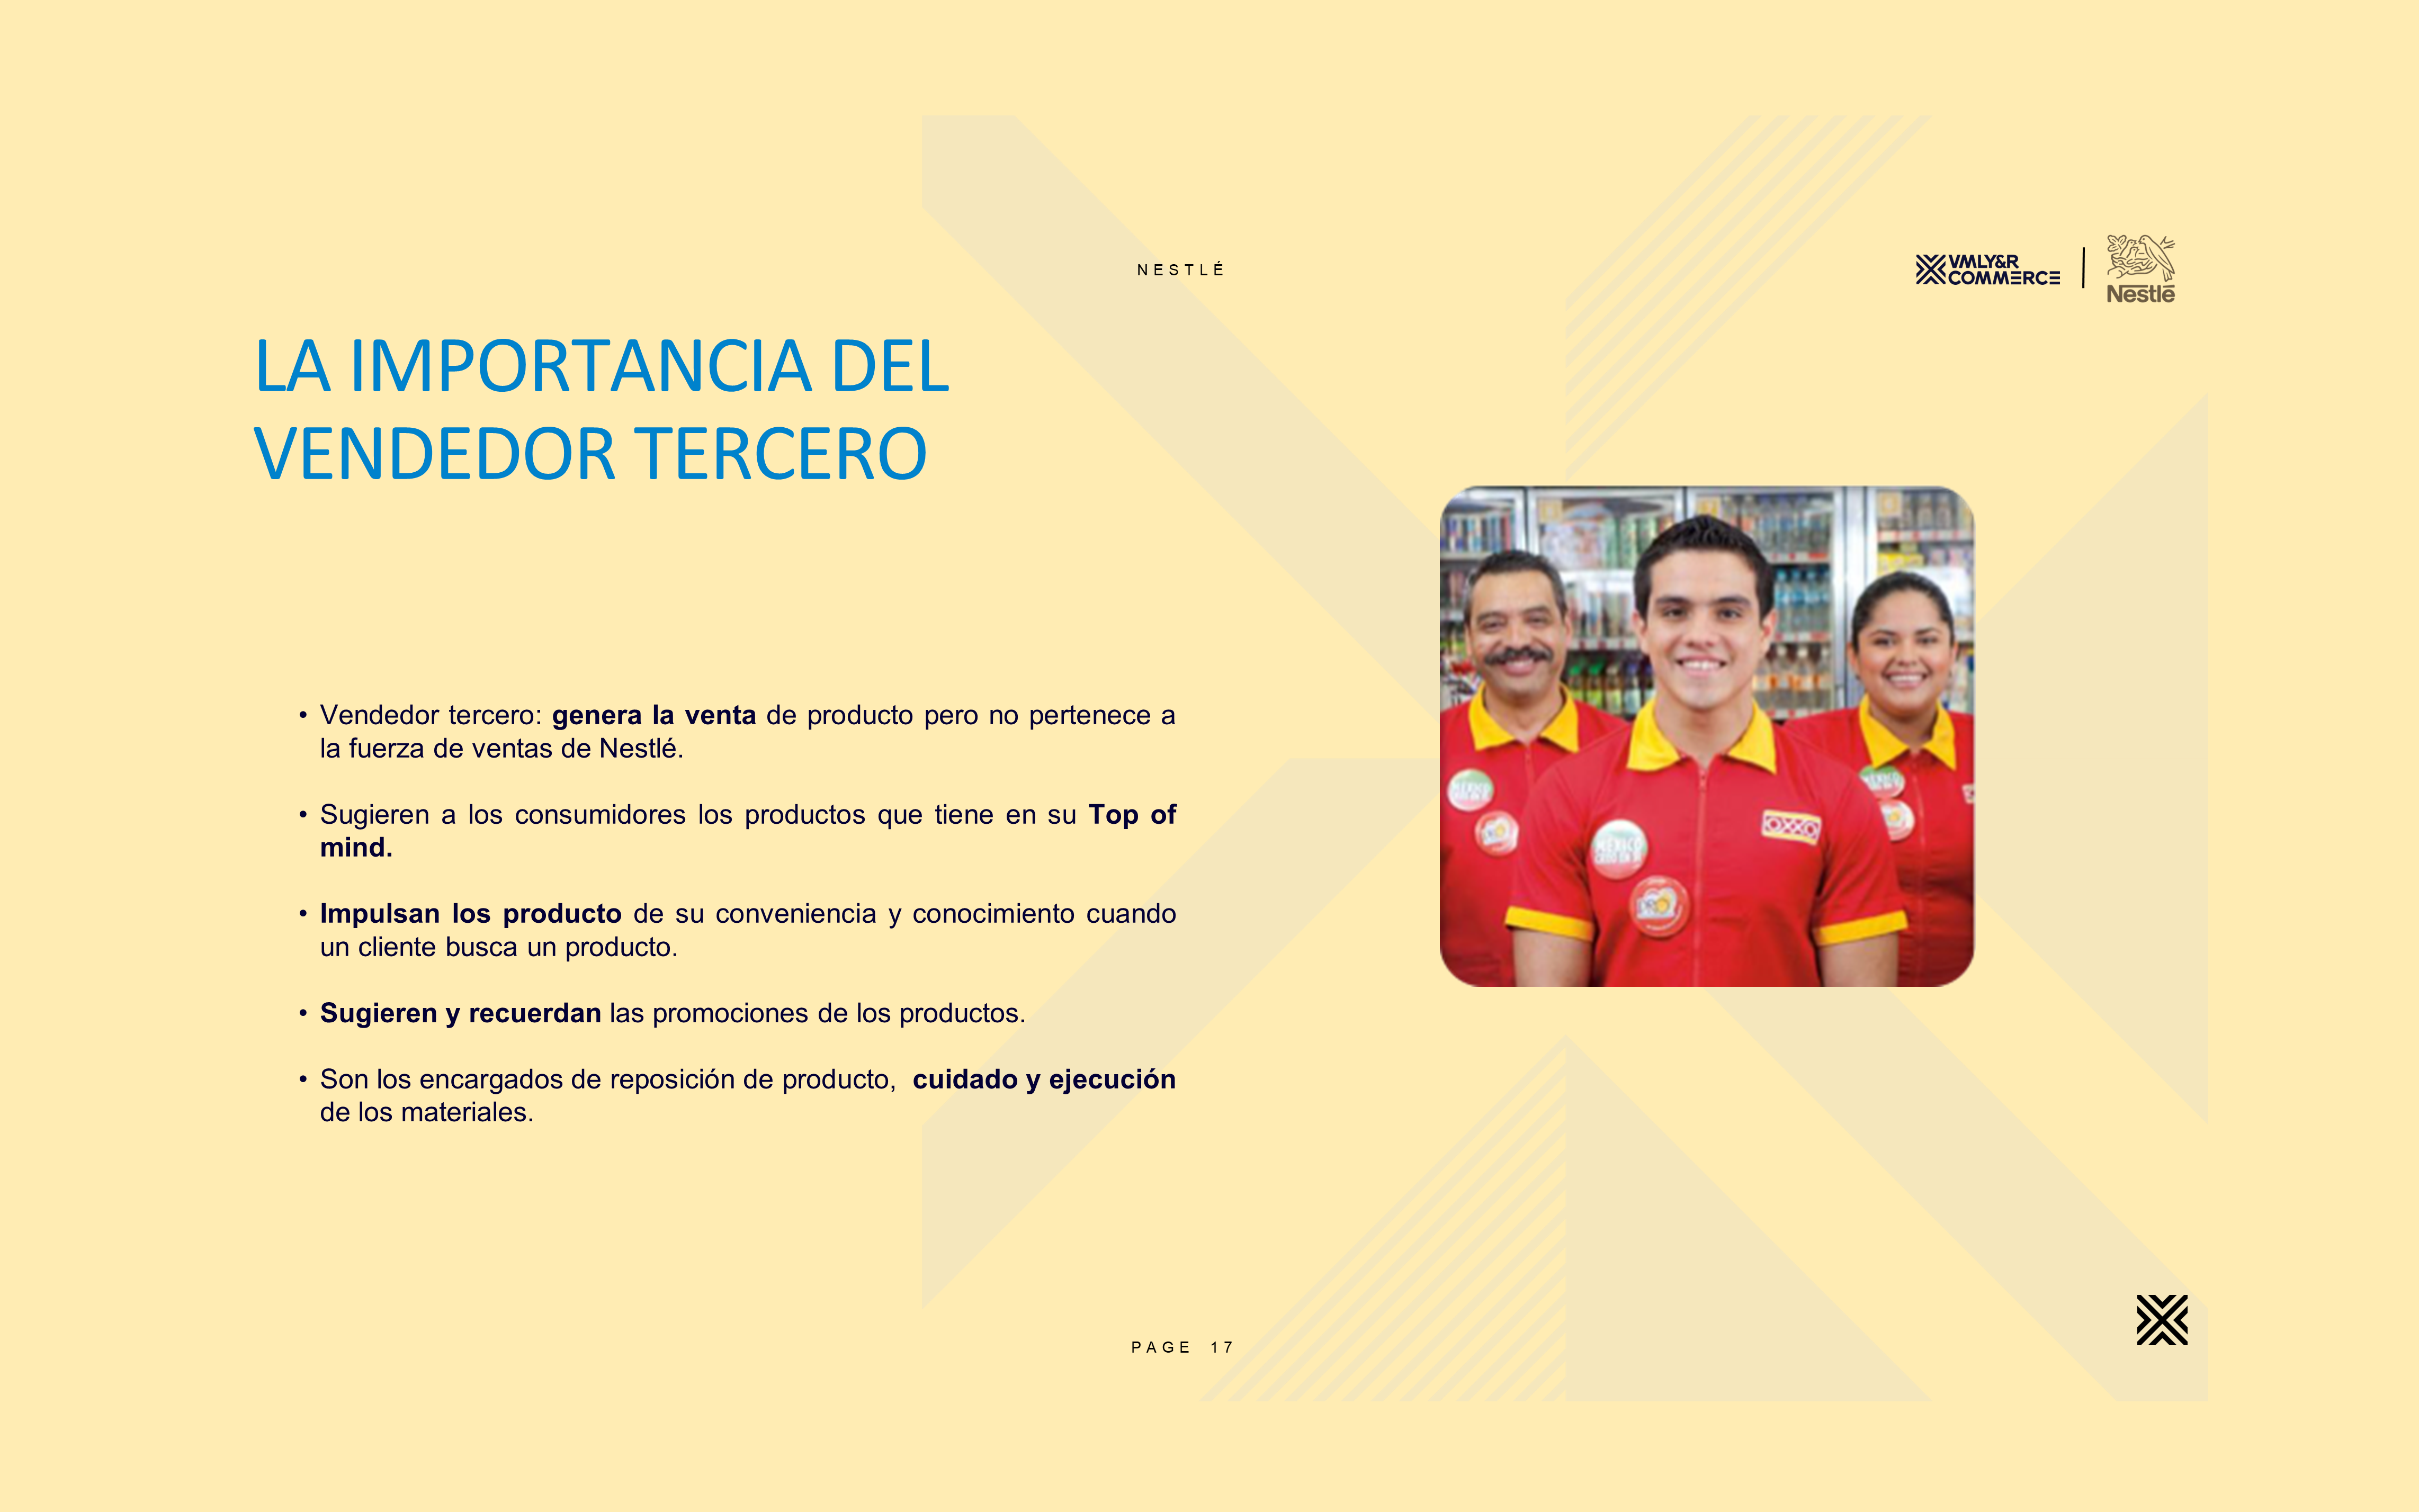 NESTLÉ
VMLY&R
COMMERCE
Nestlé
LA IMPORTANCIA DEL
VENDEDOR TERCERO
• Vendedor tercero: genera la venta de producto pero no pertenece a
la fuerza de ventas de Nestlé.
• Sugieren a los consumidores los productos que tiene en su Top of
mind.
• Impulsan los producto de su conveniencia y conocimiento cuando
un cliente busca un producto.
• Sugieren y recuerdan las promociones de los productos.
• Son los encargados de reposición de producto,  cuidado y ejecución
de los materiales.
OXXO
MÉXICO
PAGE 17